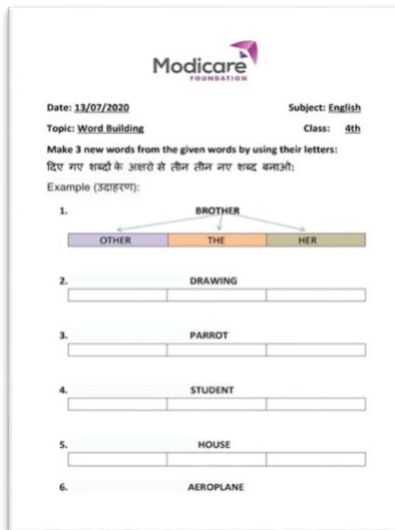 Modicare
FOUNDATION
Date: 13/07/2020 Subject: English
Topic: Word Building Class: 4th
Make 3 new words from the given words by using their letters:
दिए गए शब्दों के अक्षरो से तीन तीन नए शब्द बनाओ:
Example (उदाहरण):
1. BROTHER
OTHER THE HER
2. DRAWING
3. PARROT
4. STUDENT
5. HOUSE
6. AEROPLANE